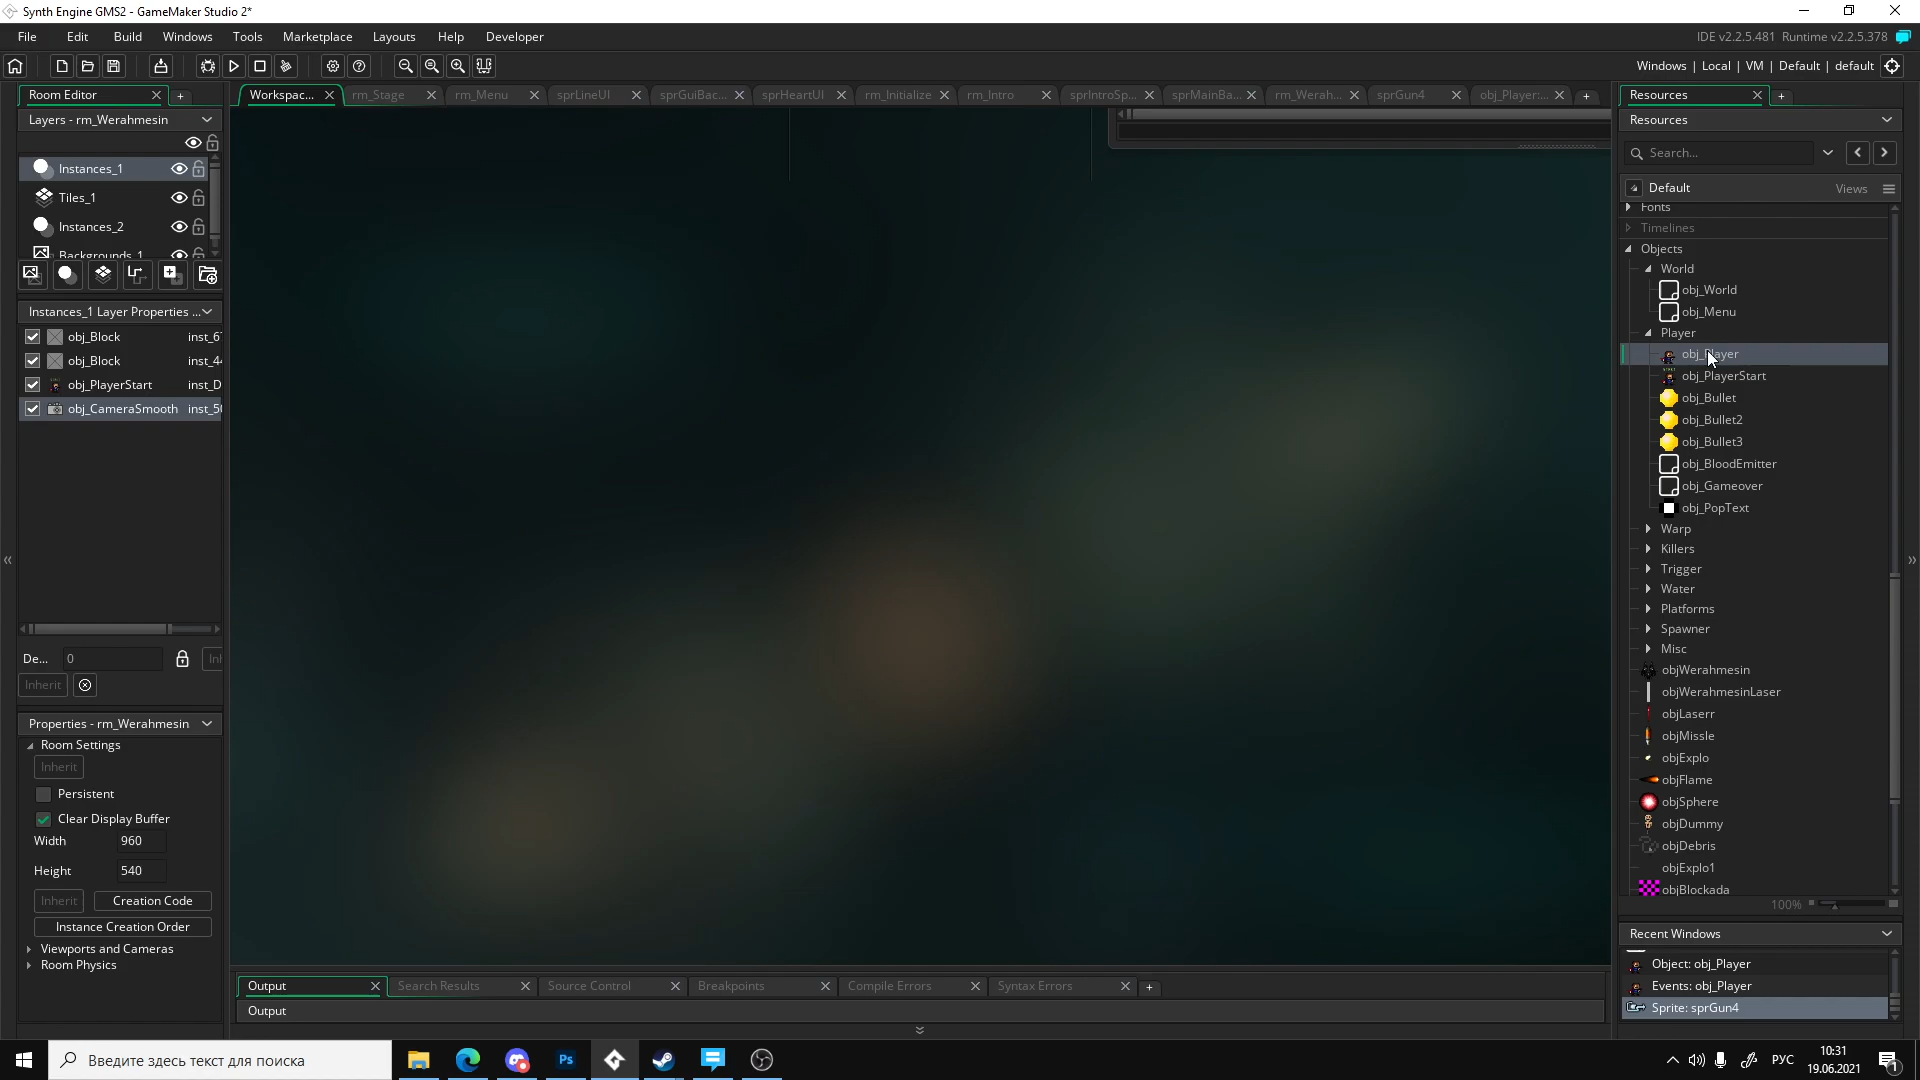 Synth Engine GMS2 - GameMaker Studio 2*
File Edit Build Windows Tools Marketplace Layouts Help Developer
IDE v2.2.5.481 Runtime v2.2.5.378
Windows | Local | VM | Default | default
Room Editor
Workspac...
rm_Stage
rm_Menu
sprLineUI
sprGuiBac...
sprHeartUI
rm_Initialize
rm_Intro
sprIntroSp...
sprMainBa...
rm_Werah...
sprGun4
obj_Player:...
Layers - rm_Werahmesin
Instances_1
Tiles_1
Instances_2
Backgrounds_1
Instances_1 Layer Properties ...
obj_Block inst_6
obj_Block inst_4
obj_PlayerStart inst_D
obj_CameraSmooth inst_5
De... 0
Inherit
Properties - rm_Werahmesin
Room Settings
Inherit
Persistent
Clear Display Buffer
Width 960
Height 540
Inherit Creation Code
Instance Creation Order
Viewports and Cameras
Room Physics
Output
Search Results
Source Control
Breakpoints
Compile Errors
Syntax Errors
Output
Resources
Resources
Search...
Default Views
Fonts
Timelines
Objects
World
obj_World
obj_Menu
Player
obj_Player
obj_PlayerStart
obj_Bullet
obj_Bullet2
obj_Bullet3
obj_BloodEmitter
obj_Gameover
obj_PopText
Warp
Killers
Trigger
Water
Platforms
Spawner
Misc
objWerahmesin
objWerahmesinLaser
objLaserr
objMissle
objExplo
objFlame
objSphere
objDummy
objDebris
objExplo1
objBlockada
100%
Recent Windows
Object: obj_Player
Events: obj_Player
Sprite: sprGun4
Введите здесь текст для поиска
Ps
РУС
10:31
19.06.2021
1